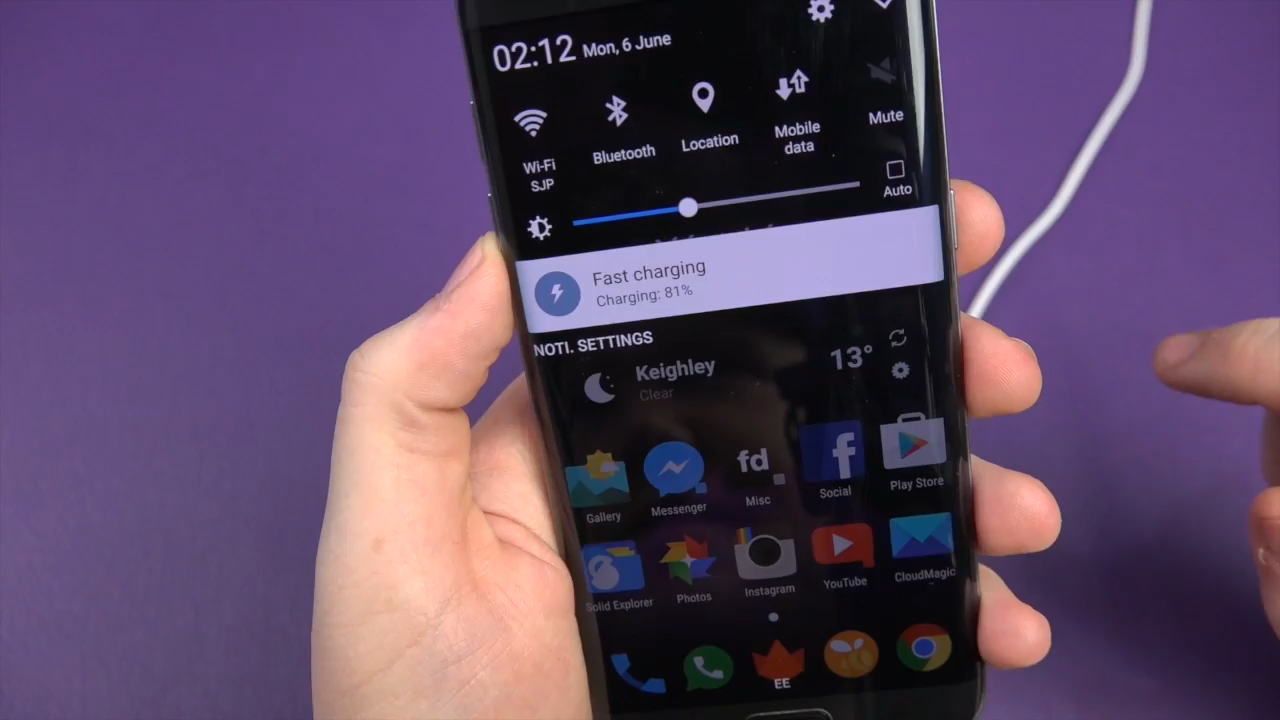 02:12 Mon, 6 June
Wi-Fi
SJP
Bluetooth
Location
Mobile
data
Mute
Auto
Fast charging
Charging: 81%
NOTI. SETTINGS
Keighley
Clear
13°
Gallery
Messenger
fd
Misc
f
Social
Play Store
Solid Explorer
Photos
Instagram
YouTube
CloudMagic
EE